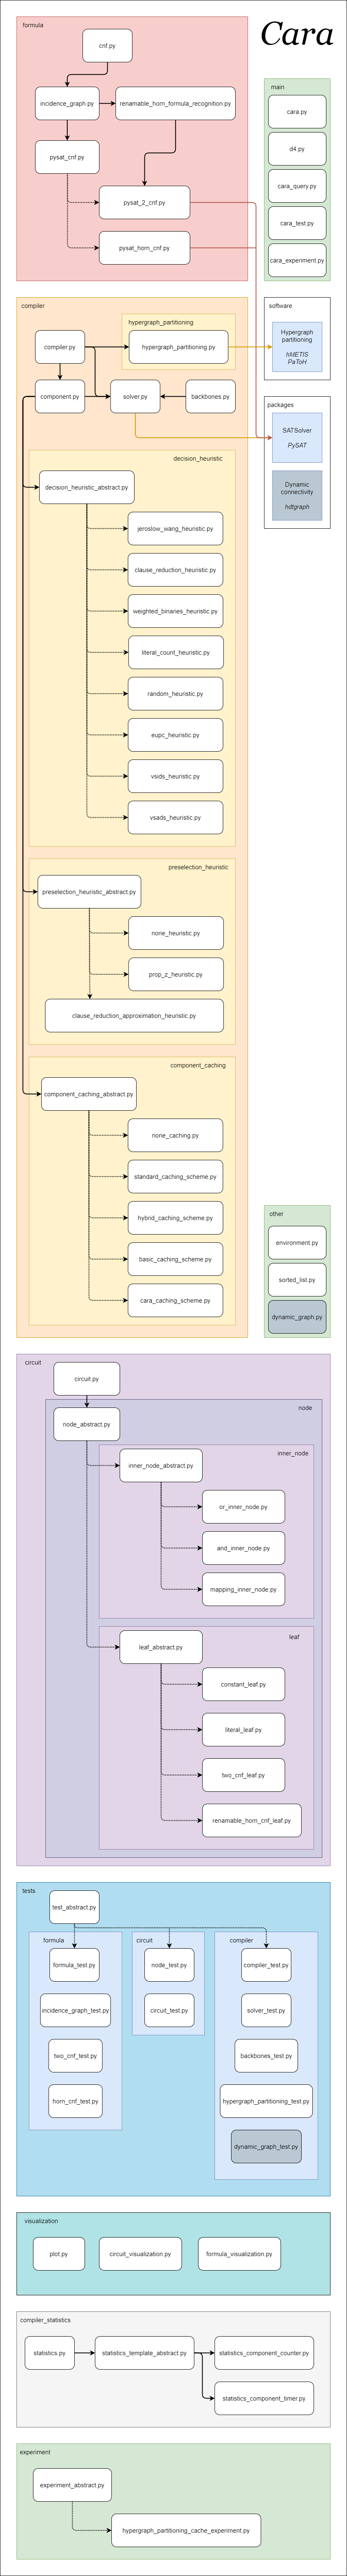 Cara
formula
cnf.py
incidence_graph.py
renamable_horn_formula_recognition.py
pysat_cnf.py
pysat_2_cnf.py
pysat_horn_cnf.py
main
cara.py
d4.py
cara_query.py
cara_test.py
cara_experiment.py
compiler
hypergraph_partitioning
compiler.py
hypergraph_partitioning.py
component.py
solver.py
backbones.py
software
Hypergraph
partitioning
hMETIS
PaToH
packages
SATSolver
PySAT
Dynamic
connectivity
hdtgraph
decision_heuristic
decision_heuristic_abstract.py
jeroslow_wang_heuristic.py
clause_reduction_heuristic.py
weighted_binaries_heuristic.py
literal_count_heuristic.py
random_heuristic.py
eupc_heuristic.py
vsids_heuristic.py
vsads_heuristic.py
preselection_heuristic
preselection_heuristic_abstract.py
none_heuristic.py
prop_z_heuristic.py
clause_reduction_approximation_heuristic.py
component_caching
component_caching_abstract.py
none_caching.py
standard_caching_scheme.py
hybrid_caching_scheme.py
basic_caching_scheme.py
cara_caching_scheme.py
other
environment.py
sorted_list.py
dynamic_graph.py
circuit
circuit.py
node
node_abstract.py
inner_node
inner_node_abstract.py
or_inner_node.py
and_inner_node.py
mapping_inner_node.py
leaf
leaf_abstract.py
constant_leaf.py
literal_leaf.py
two_cnf_leaf.py
renamable_horn_cnf_leaf.py
tests
test_abstract.py
formula
formula_test.py
incidence_graph_test.py
two_cnf_test.py
horn_cnf_test.py
circuit
node_test.py
circuit_test.py
compiler
compiler_test.py
solver_test.py
backbones_test.py
hypergraph_partitioning_test.py
dynamic_graph_test.py
visualization
plot.py
circuit_visualization.py
formula_visualization.py
compiler_statistics
statistics.py
statistics_template_abstract.py
statistics_component_counter.py
statistics_component_timer.py
experiment
experiment_abstract.py
hypergraph_partitioning_cache_experiment.py